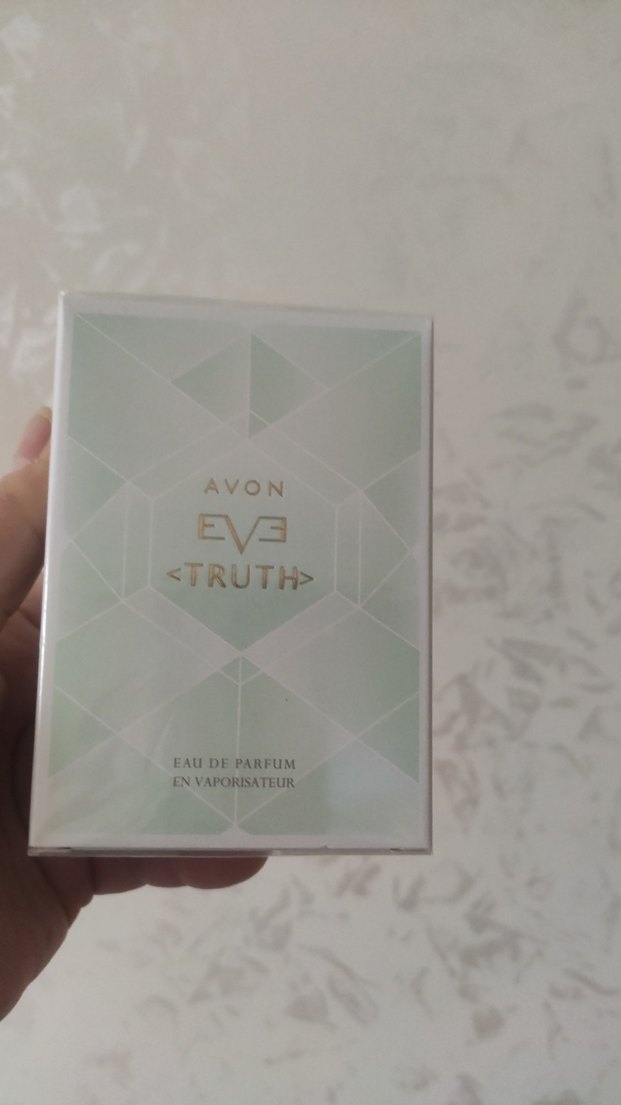 AVON
EVE
<TRUTH>
EAU DE PARFUM
EN VAPORISATEUR